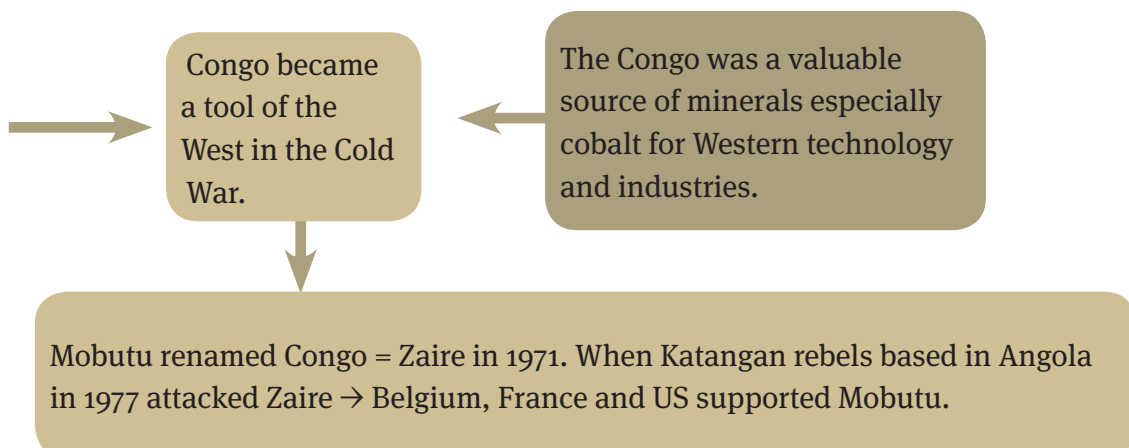 Congo became
a tool of the
West in the Cold
War.
The Congo was a valuable
source of minerals especially
cobalt for Western technology
and industries.
Mobutu renamed Congo = Zaire in 1971. When Katangan rebels based in Angola
in 1977 attacked Zaire → Belgium, France and US supported Mobutu.